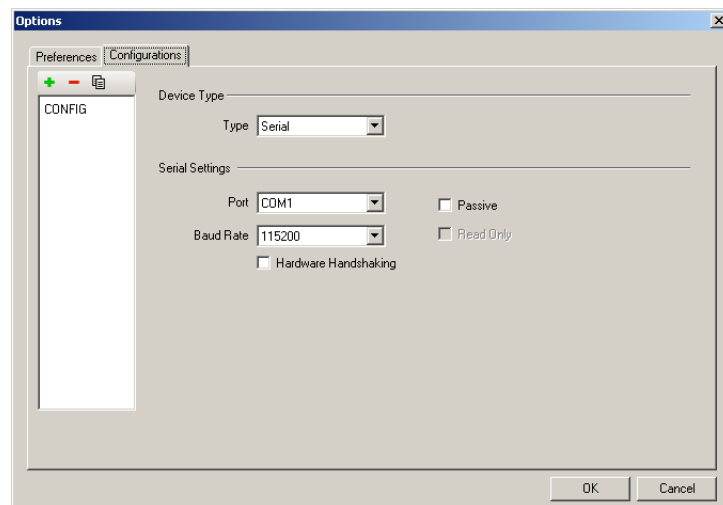 Options
Preferences Configurations
CONFIG
Device Type
Type Serial
Serial Settings
Port COM1 Passive
Baud Rate 115200 Read Only
Hardware Handshaking
OK Cancel